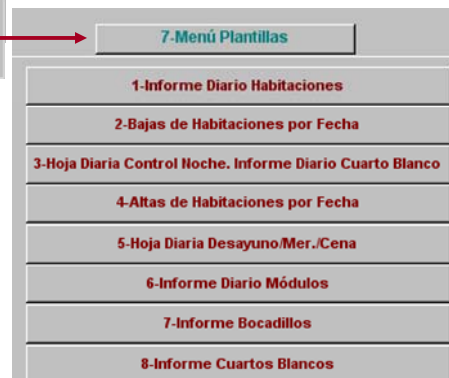 7-Menú Plantillas
1-Informe Diario Habitaciones
2-Bajas de Habitaciones por Fecha
3-Hoja Diaria Control Noche. Informe Diario Cuarto Blanco
4-Altas de Habitaciones por Fecha
5-Hoja Diaria Desayuno/Mer./Cena
6-Informe Diario Módulos
7-Informe Bocadillos
8-Informe Cuartos Blancos